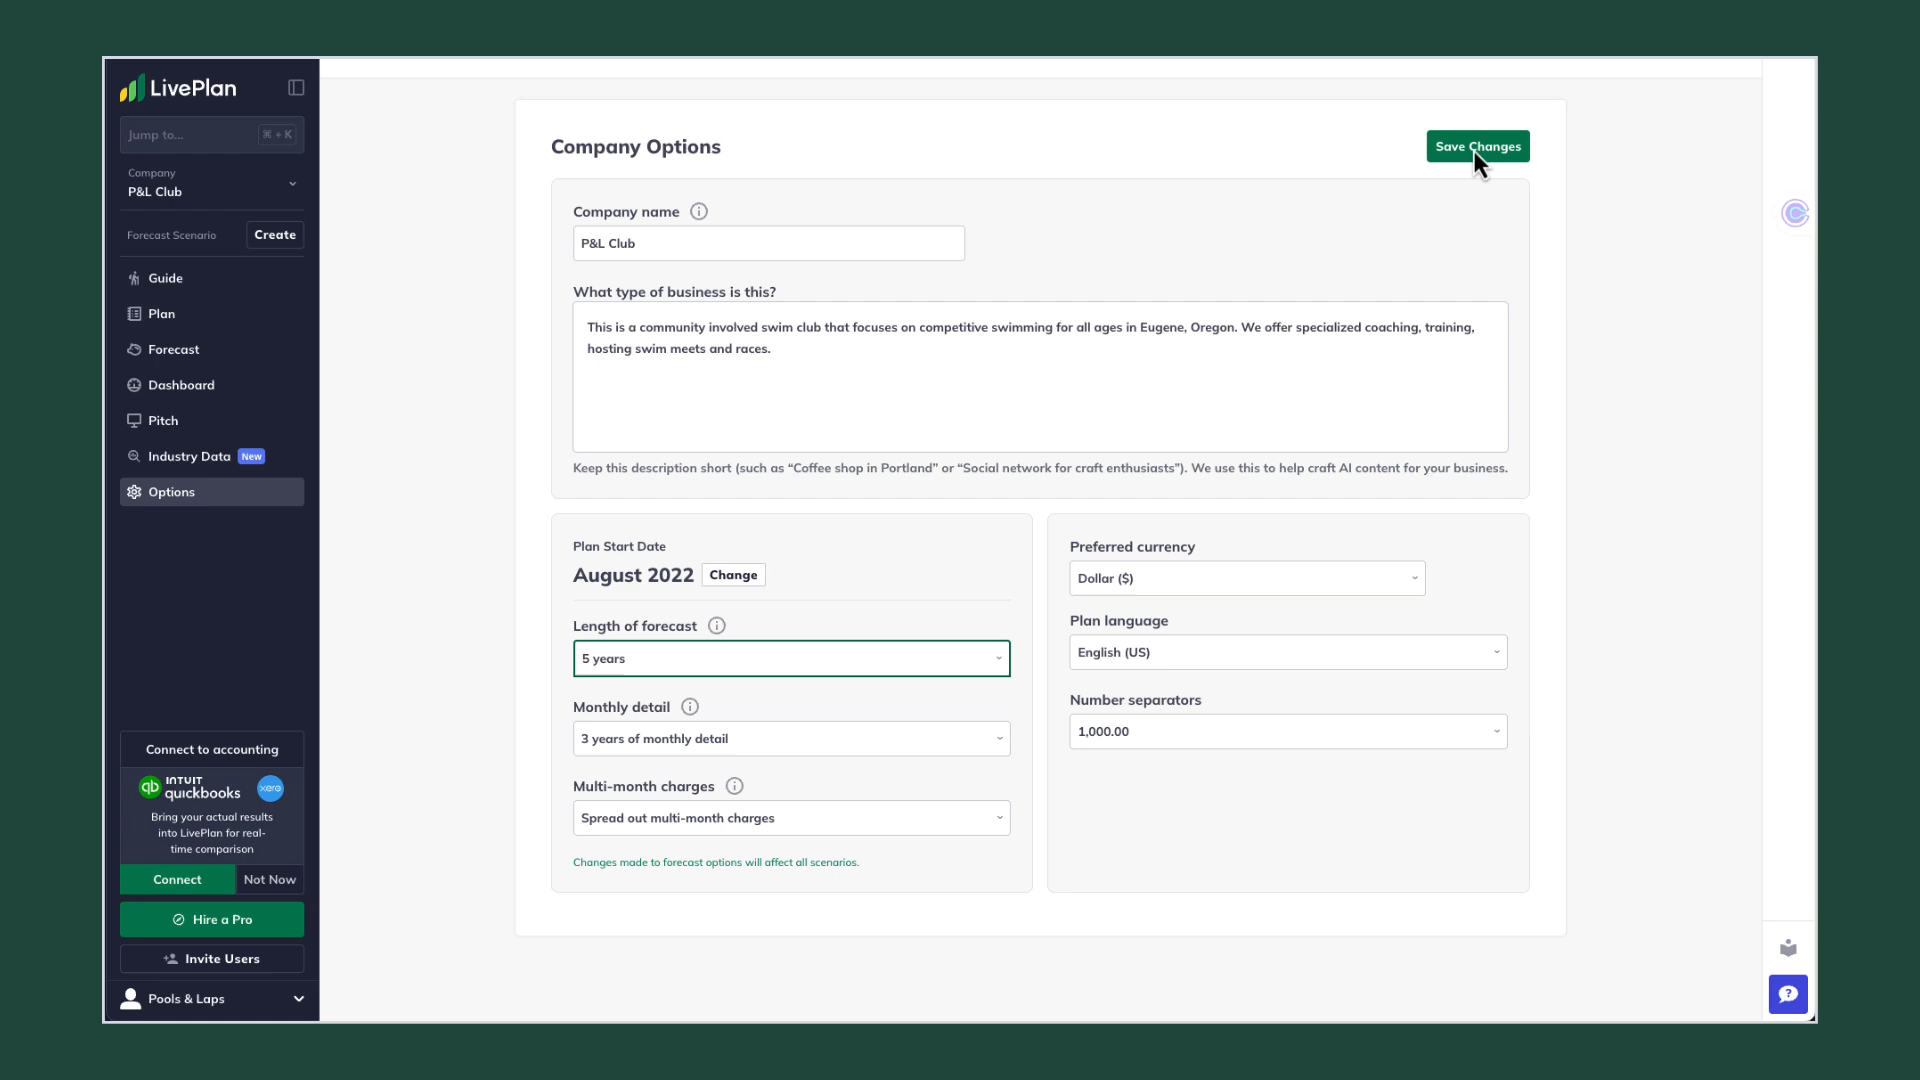 LivePlan
Jump to...
⌘ + K
Company
P&L Club
Forecast Scenario
Create
Guide
Plan
Forecast
Dashboard
Pitch
Industry Data New
Options
Connect to accounting
qb INTUIT
quickbooks
xero
Bring your actual results
into LivePlan for real-
time comparison
Connect
Not Now
Hire a Pro
Invite Users
Pools & Laps
Company Options
Save Changes
Company name
P&L Club
What type of business is this?
This is a community involved swim club that focuses on competitive swimming for all ages in Eugene, Oregon. We offer specialized coaching, training,
hosting swim meets and races.
Keep this description short (such as “Coffee shop in Portland” or “Social network for craft enthusiasts”). We use this to help craft AI content for your business.
Plan Start Date
August 2022 Change
Length of forecast
5 years
Monthly detail
3 years of monthly detail
Multi-month charges
Spread out multi-month charges
Changes made to forecast options will affect all scenarios.
Preferred currency
Dollar ($)
Plan language
English (US)
Number separators
1,000.00